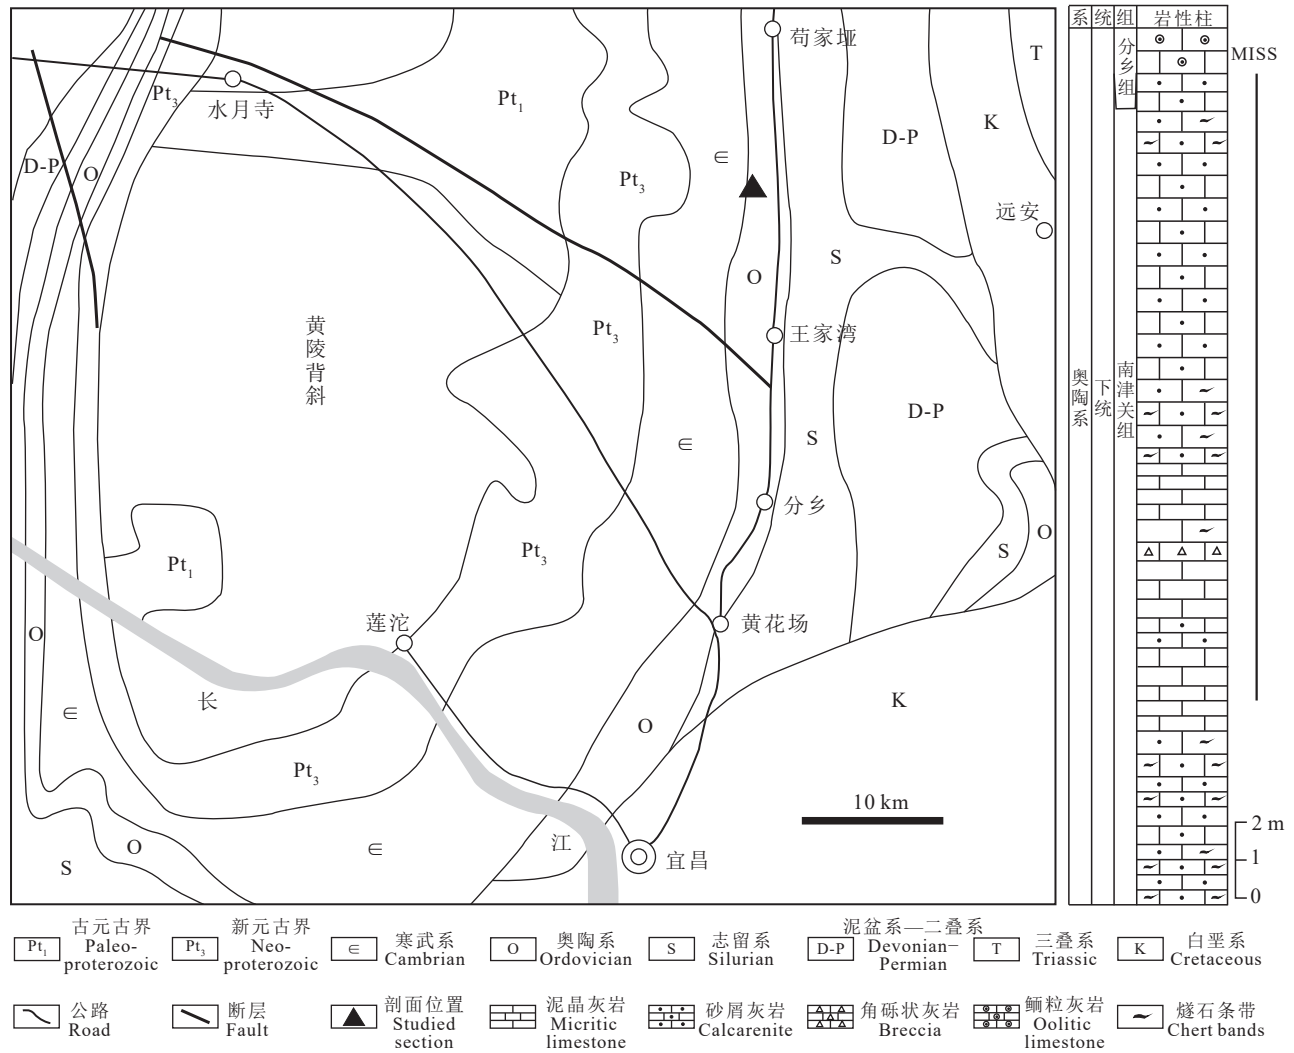 苟家垭
T
MISS
Pt₃
水月寺
Pt₁
K
D-P
∈
D-P
O
Pt₃
远安
S
O
Pt₃
王家湾
黄陵背斜
D-P
S
∈
分乡
O
S
Pt₃
Pt₁
莲沱
黄花场
O
长
K
∈
O
Pt₃
10 km
江
宜昌
O
∈
S
系 统 组 岩性柱
分乡组
奥陶系
下统
南津关组
2 m
1
0
古元古界
Pt₁ Paleo-
proterozoic
新元古界
Pt₃ Neo-
proterozoic
∈ 寒武系
Cambrian
O 奥陶系
Ordovician
S 志留系
Silurian
泥盆系—二叠系
D-P Devonian–
Permian
T 三叠系
Triassic
K 白垩系
Cretaceous
公路
Road
断层
Fault
剖面位置
Studied
section
泥晶灰岩
Micritic
limestone
砂屑灰岩
Calcarenite
角砾状灰岩
Breccia
鲕粒灰岩
Oolitic
limestone
燧石条带
Chert bands